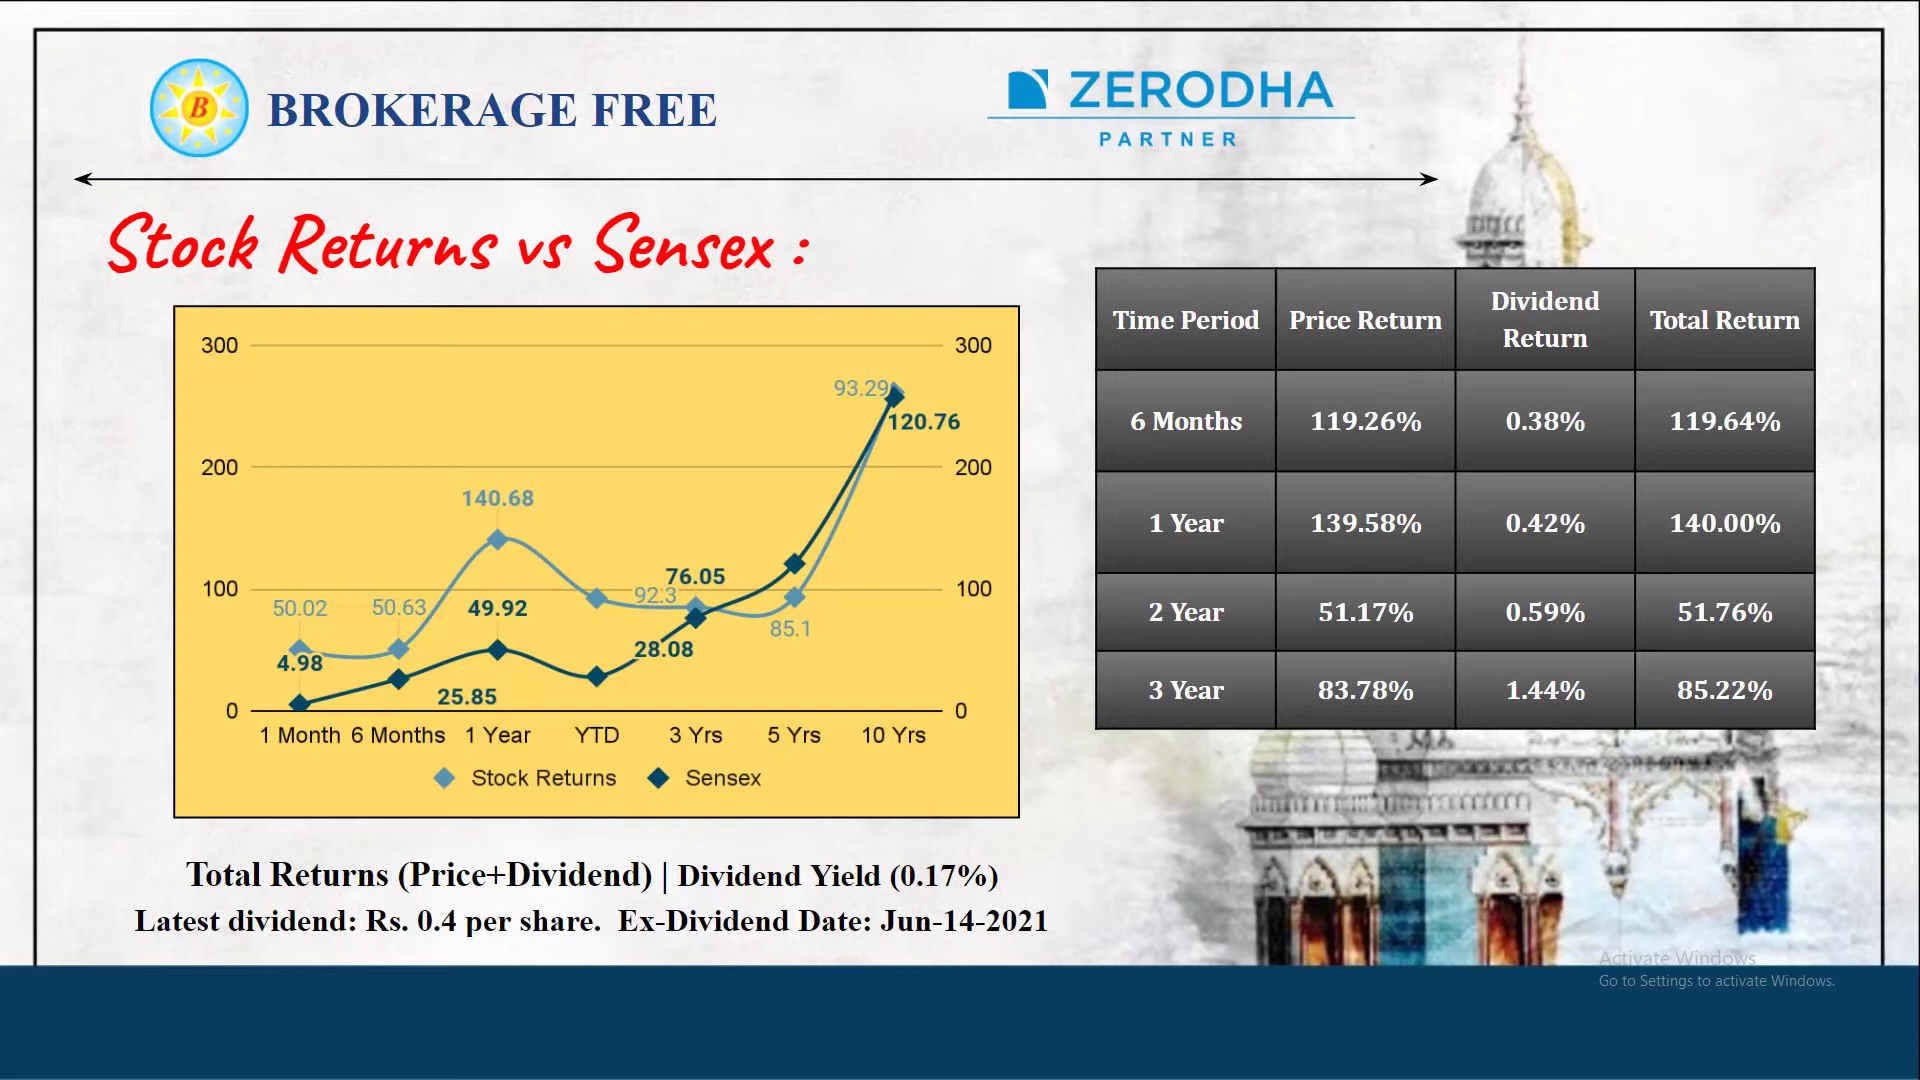 B
BROKERAGE FREE
ZERODHA
PARTNER
Stock Returns vs Sensex :
300
200
100
0
300
200
100
0
50.02
50.63
140.68
92.3
85.1
93.29
4.98
25.85
49.92
28.08
76.05
120.76
1 Month 6 Months 1 Year YTD 3 Yrs 5 Yrs 10 Yrs
Stock Returns Sensex
Time Period Price Return Dividend Return Total Return
6 Months 119.26% 0.38% 119.64%
1 Year 139.58% 0.42% 140.00%
2 Year 51.17% 0.59% 51.76%
3 Year 83.78% 1.44% 85.22%
Total Returns (Price+Dividend) | Dividend Yield (0.17%)
Latest dividend: Rs. 0.4 per share. Ex-Dividend Date: Jun-14-2021
Activate Windows
Go to Settings to activate Windows.